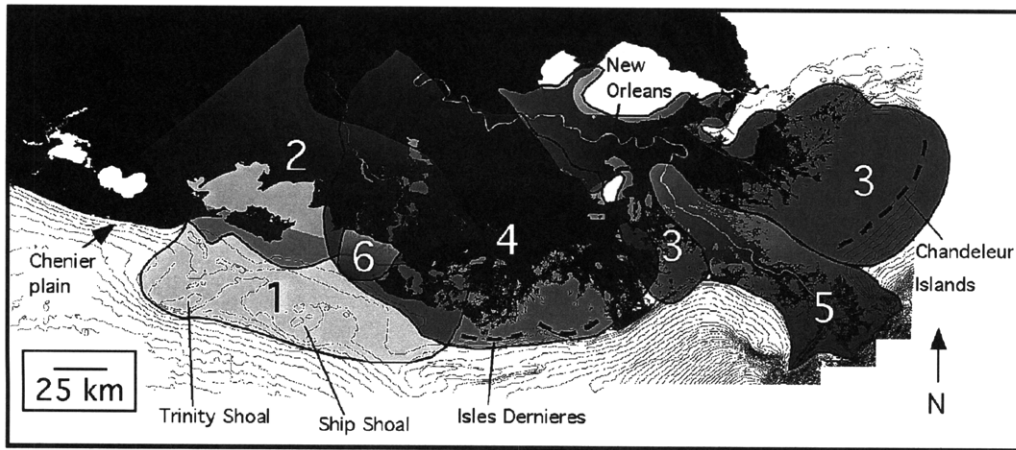 New
Orleans
2
3
Chenier
plain
6
4
3
Chandeleur
Islands
1
5
25 km
Trinity Shoal
Ship Shoal
Isles Dernieres
N